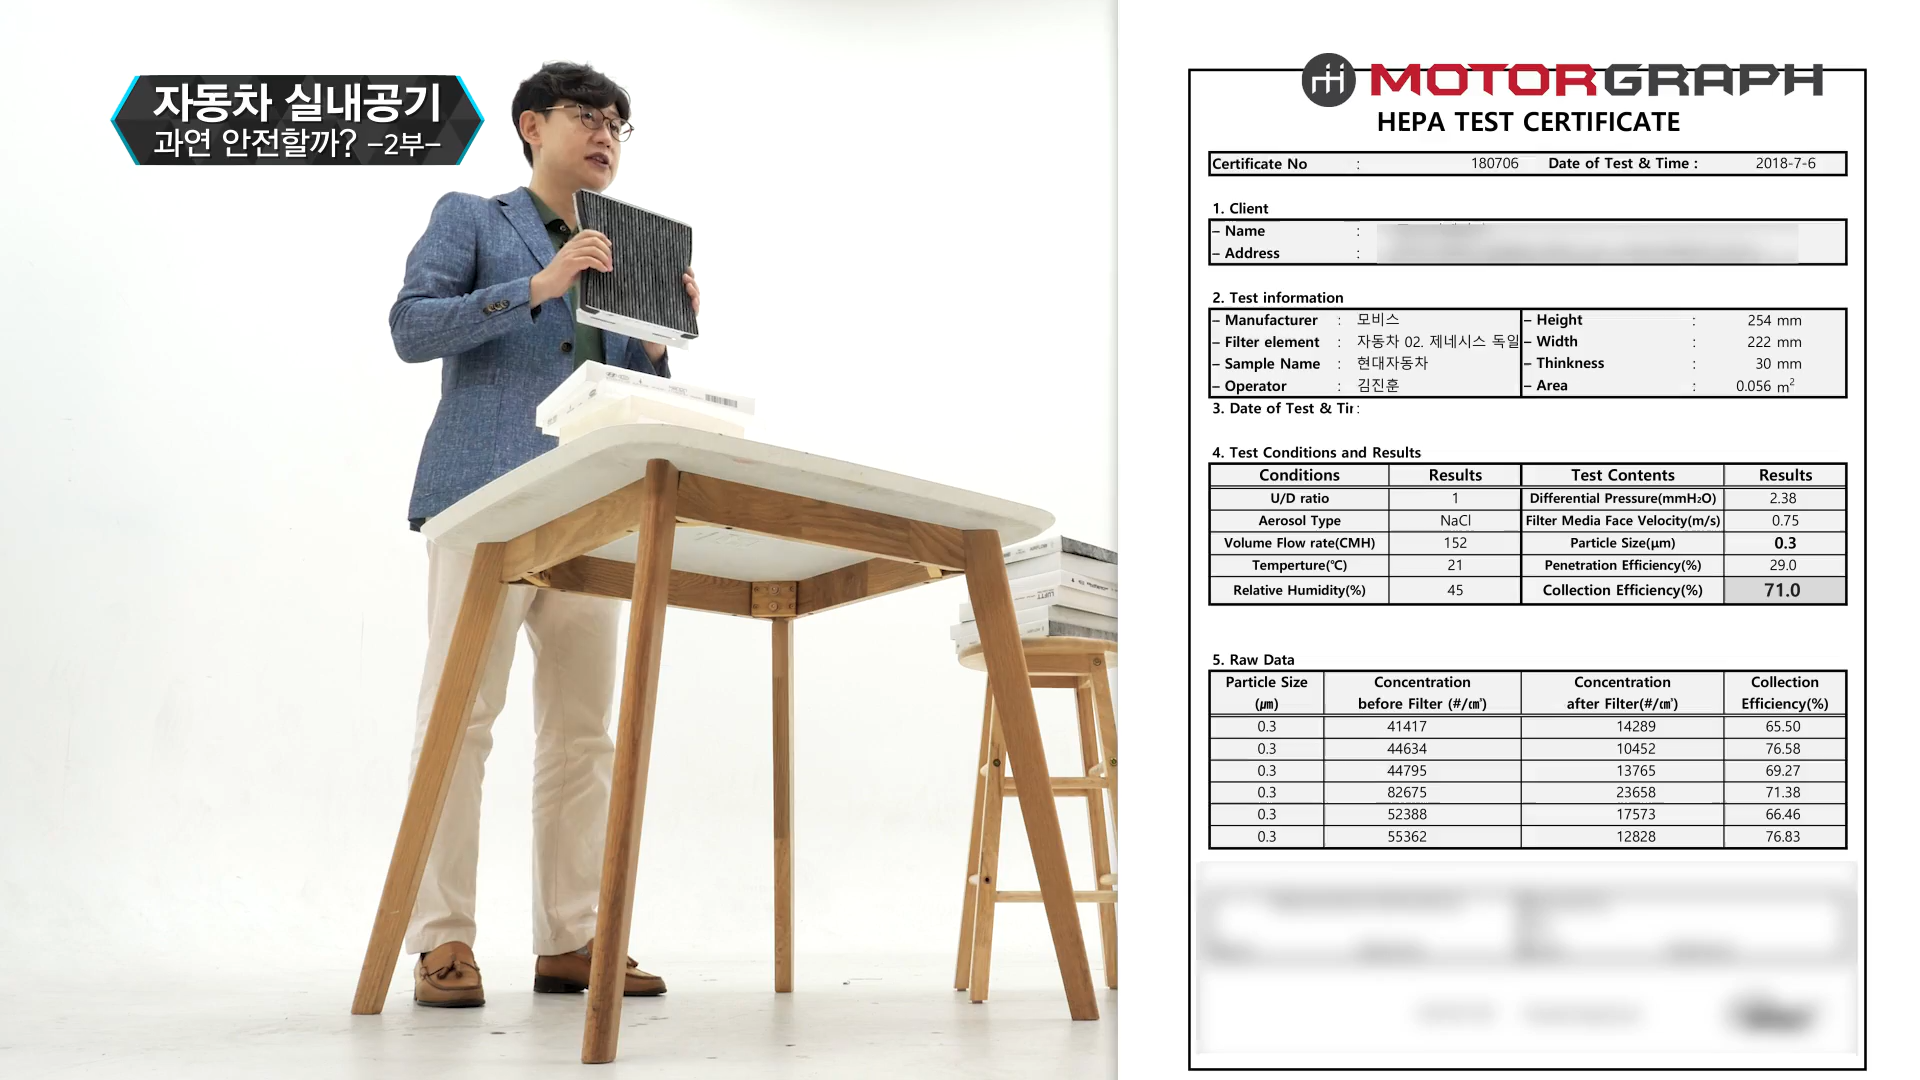 자동차 실내공기
과연 안전할까? -2부-
MOTORGRAPH
HEPA TEST CERTIFICATE
Certificate No : 180706 Date of Test & Time : 2018-7-6
1. Client
- Name :
- Address :
2. Test information
- Manufacturer : 모비스 - Height : 254 mm
- Filter element : 자동차 02. 제네시스 독일 - Width : 222 mm
- Sample Name : 현대자동차 - Thinkness : 30 mm
- Operator : 김진훈 - Area : 0.056 m²
3. Date of Test & Tir :
4. Test Conditions and Results
Conditions Results Test Contents Results
U/D ratio 1 Differential Pressure(mmH₂O) 2.38
Aerosol Type NaCl Filter Media Face Velocity(m/s) 0.75
Volume Flow rate(CMH) 152 Particle Size(μm) 0.3
Temperture(℃) 21 Penetration Efficiency(%) 29.0
Relative Humidity(%) 45 Collection Efficiency(%) 71.0
5. Raw Data
Particle Size Concentration Concentration Collection
(㎛) before Filter (#/㎤) after Filter(#/㎤) Efficiency(%)
0.3 41417 14289 65.50
0.3 44634 10452 76.58
0.3 44795 13765 69.27
0.3 82675 23658 71.38
0.3 52388 17573 66.46
0.3 55362 12828 76.83